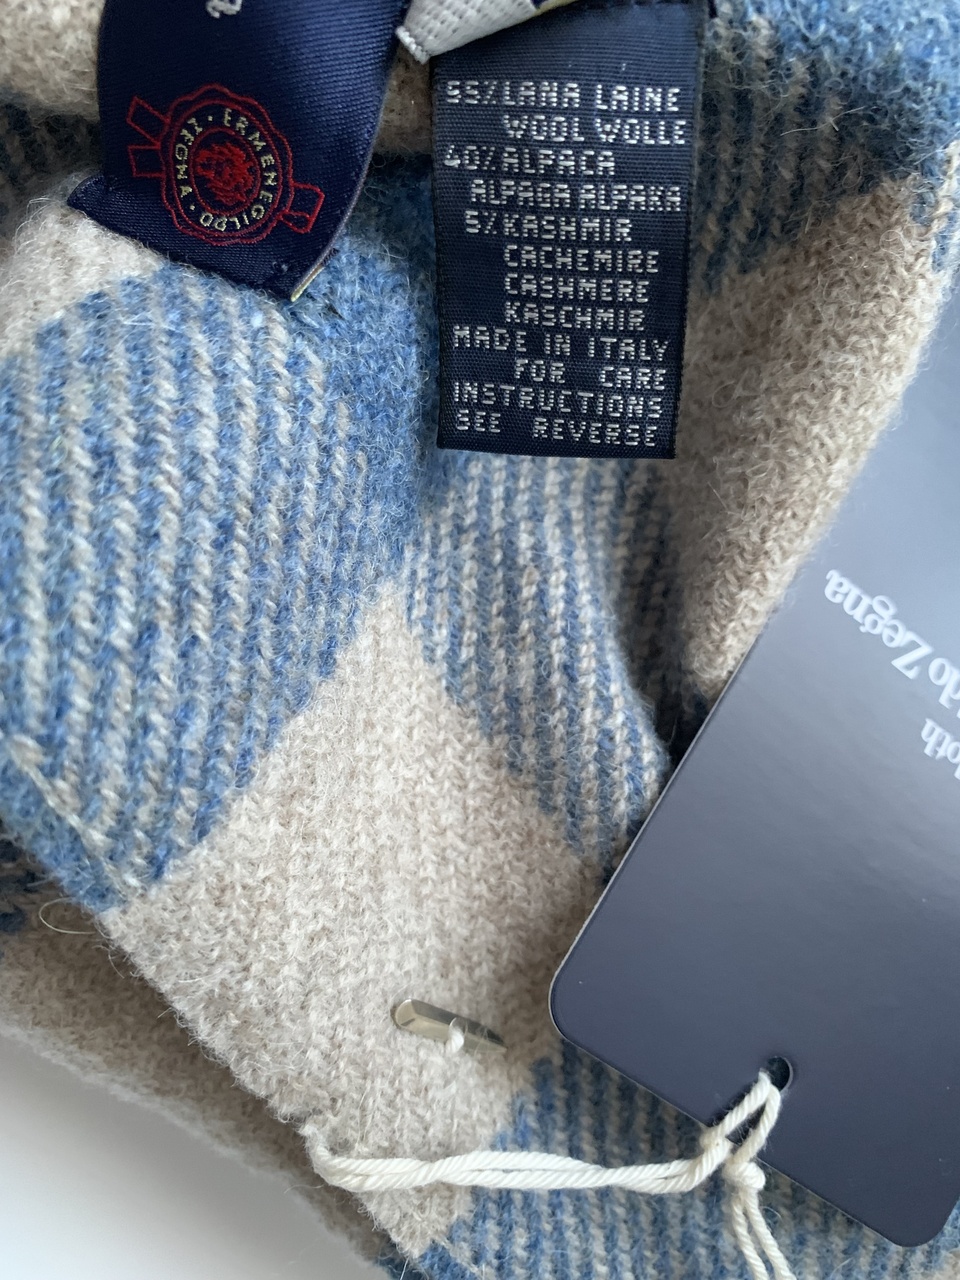 ERMENEGILDO · ZEGNA ·
55% LANA LAINE
WOOL WOLLE
40% ALPACA
ALPAGA ALPAKA
5% KASHMIR
CACHEMIRE
CASHMERE
KASCHMIR
MADE IN ITALY
FOR CARE
INSTRUCTIONS
SEE REVERSE
Zegna